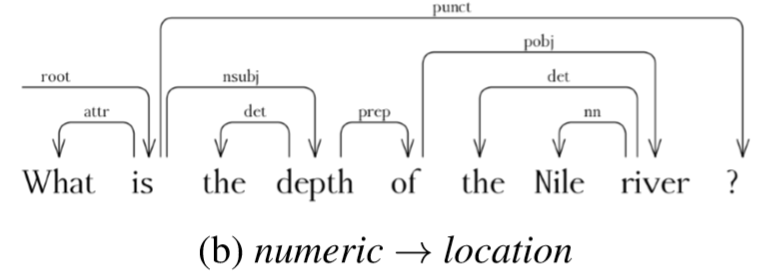 punct
pobj
root nsubj det
attr det prep nn
What is the depth of the Nile river ?
(b) numeric → location